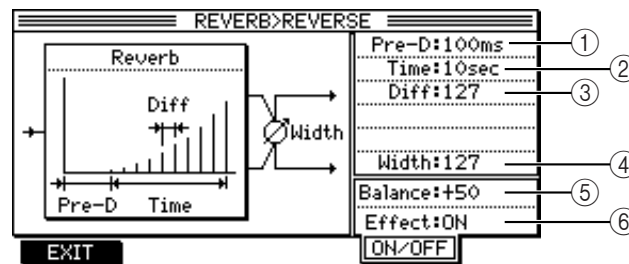 REVERB>REVERSE
Reverb
Diff
Width
Pre-D Time
Pre-D:100ms ①
Time:10sec ②
Diff:127 ③
Width:127 ④
Balance:+50 ⑤
Effect:ON ⑥
EXIT ON/OFF